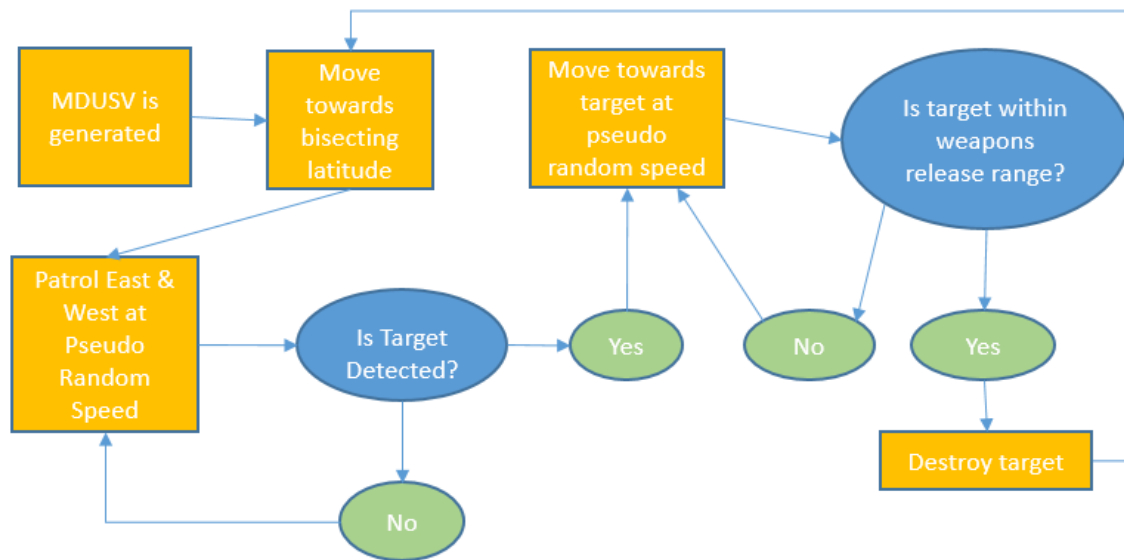 MDUSV is
generated
Move
towards
bisecting
latitude
Move towards
target at
pseudo
random speed
Is target within
weapons
release range?
Patrol East &
West at
Pseudo
Random
Speed
Is Target
Detected?
Yes
No
Yes
No
Destroy target